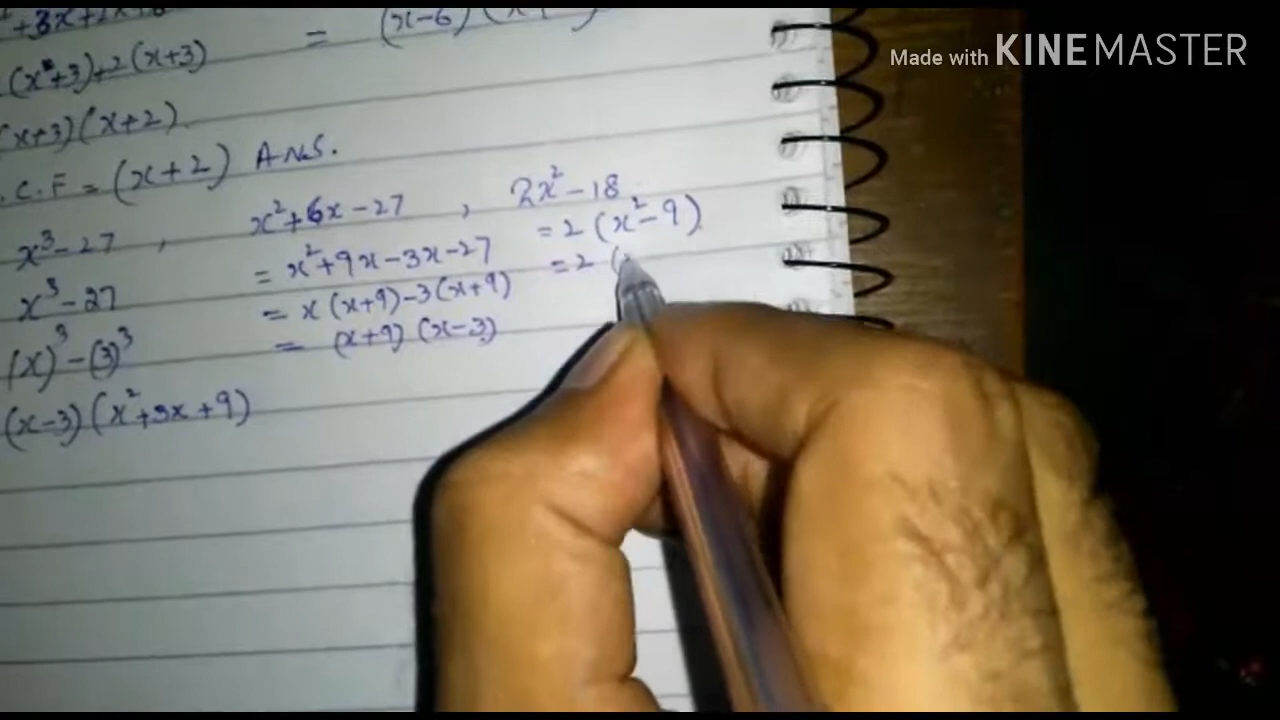 Made with KINEMASTER
(x²+3)+2(x+3)
(x+3)(x+2)
.C.F = (x+2) Ans.
x³-27 , x²+6x-27 , 2x²-18
x³-27 = x²+9x-3x-27 = 2(x²-9)
(x)³-(3)³ = x(x+9)-3(x+9) = 2(
(x-3)(x²+3x+9) = (x+9)(x-3)